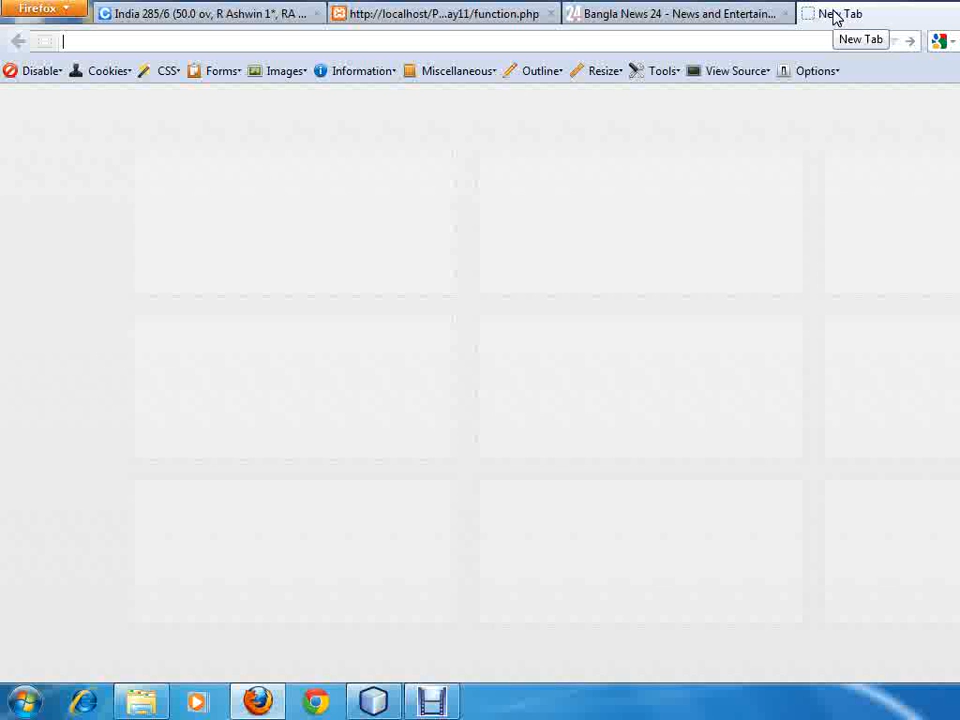 Firefox
India 285/6 (50.0 ov, R Ashwin 1*, RA ...
http://localhost/P...ay11/function.php
Bangla News 24 - News and Entertain...
New Tab
New Tab
Disable
Cookies
CSS
Forms
Images
Information
Miscellaneous
Outline
Resize
Tools
View Source
Options